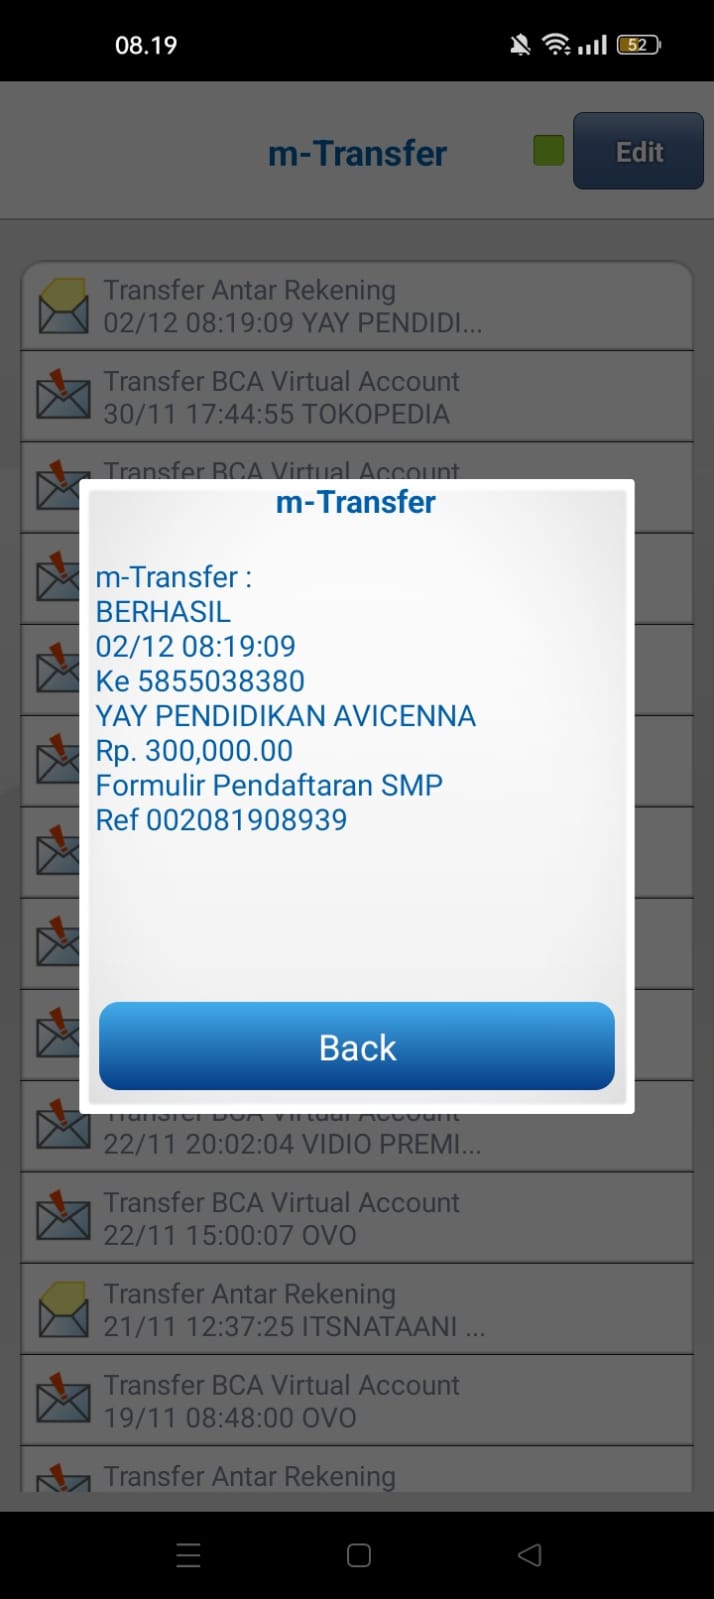 08.19
52
m-Transfer
Edit
Transfer Antar Rekening
02/12 08:19:09 YAY PENDIDI...
Transfer BCA Virtual Account
30/11 17:44:55 TOKOPEDIA
Transfer BCA Virtual Account
m-Transfer
m-Transfer :
BERHASIL
02/12 08:19:09
Ke 5855038380
YAY PENDIDIKAN AVICENNA
Rp. 300,000.00
Formulir Pendaftaran SMP
Ref 002081908939
Back
Transfer BCA Virtual Account
22/11 20:02:04 VIDIO PREMI...
Transfer BCA Virtual Account
22/11 15:00:07 OVO
Transfer Antar Rekening
21/11 12:37:25 ITSNATAANI ...
Transfer BCA Virtual Account
19/11 08:48:00 OVO
Transfer Antar Rekening